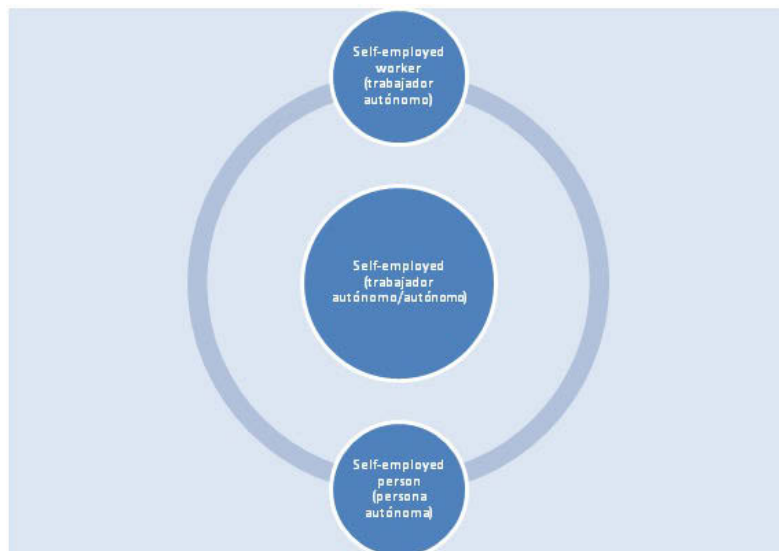 Self-employed
worker
(trabajador
autónomo)
Self-employed
(trabajador
autónomo/autónomo)
Self-employed
person
(persona
autónoma)